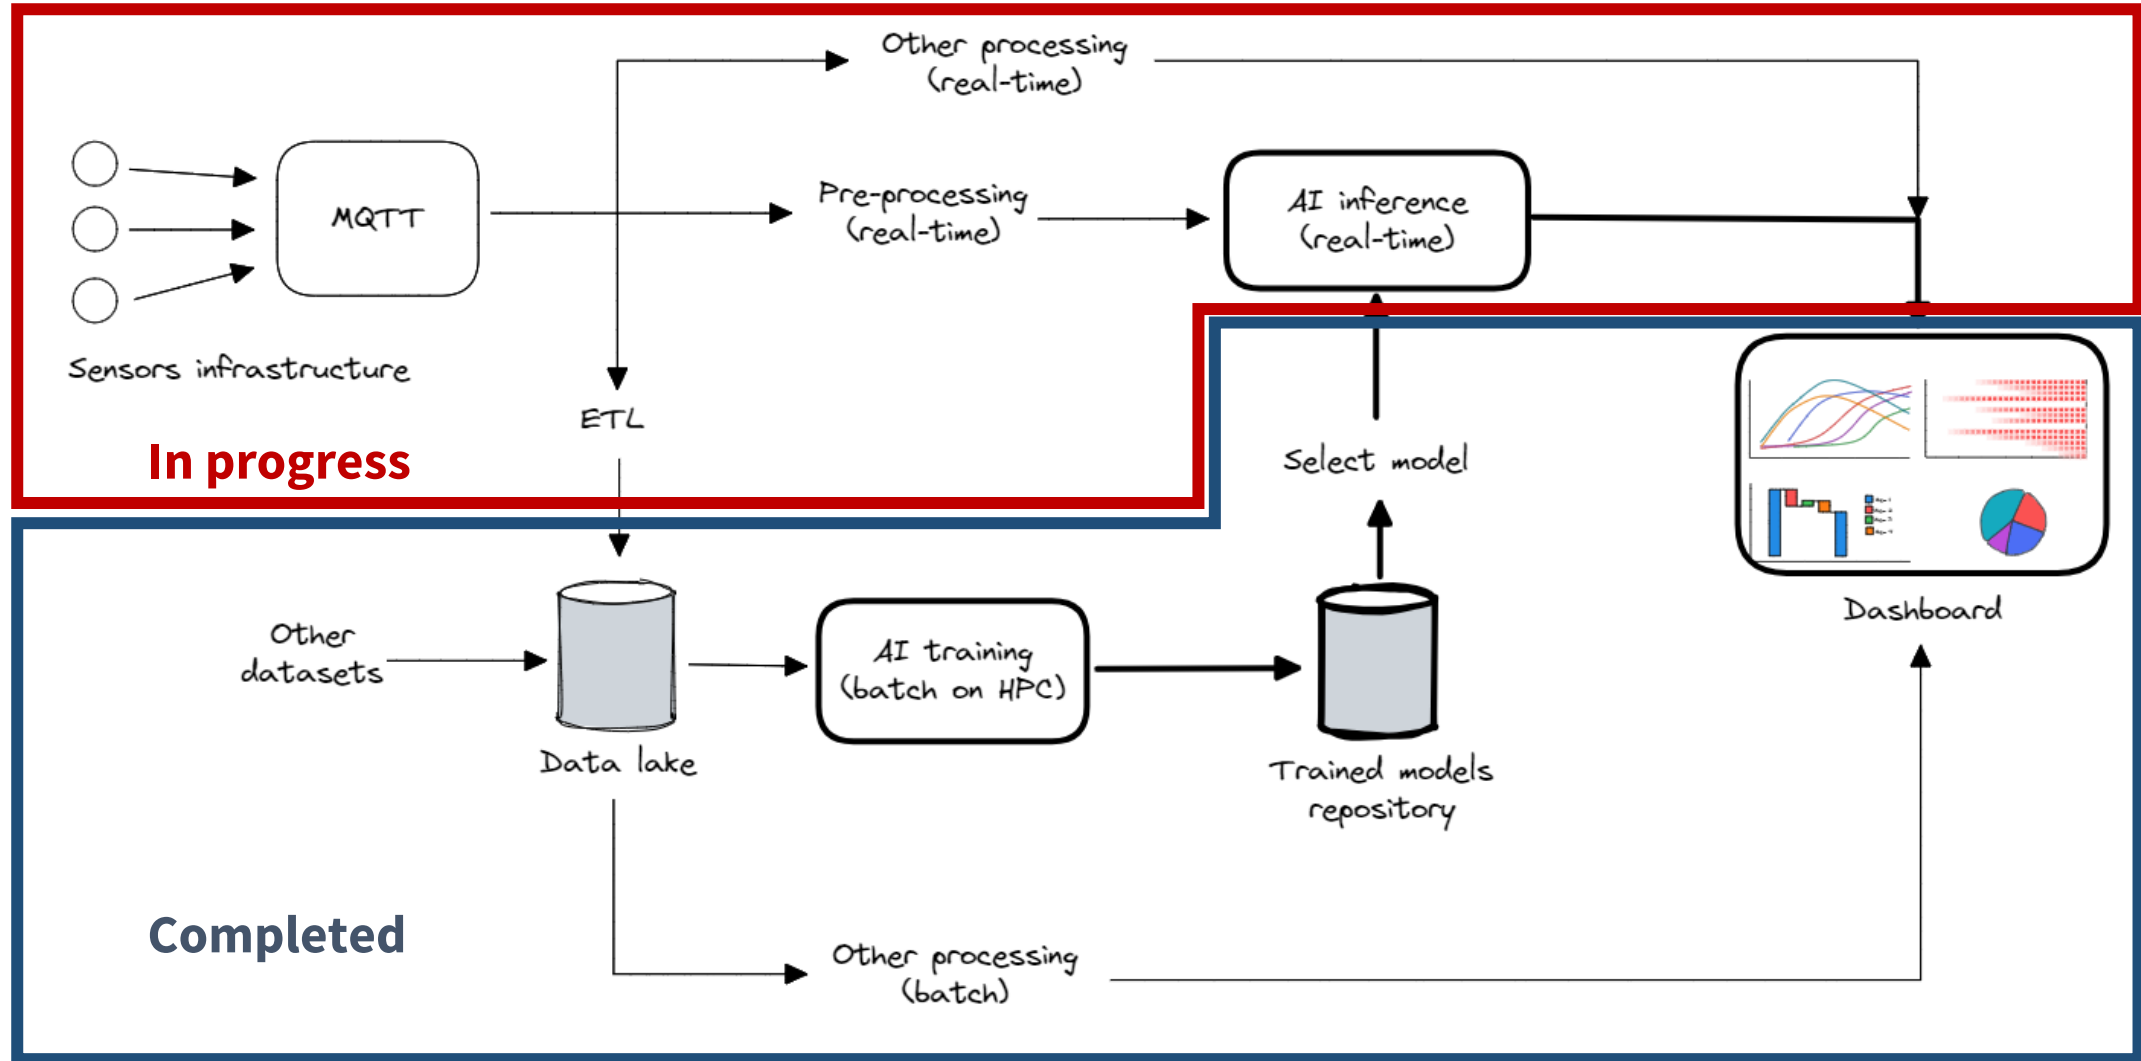 Other processing
(real-time)
MQTT
Pre-processing
(real-time)
AI inference
(real-time)
Sensors infrastructure
ETL
In progress
Select model
Dashboard
Other
datasets
AI training
(batch on HPC)
Data lake
Trained models
repository
Completed
Other processing
(batch)